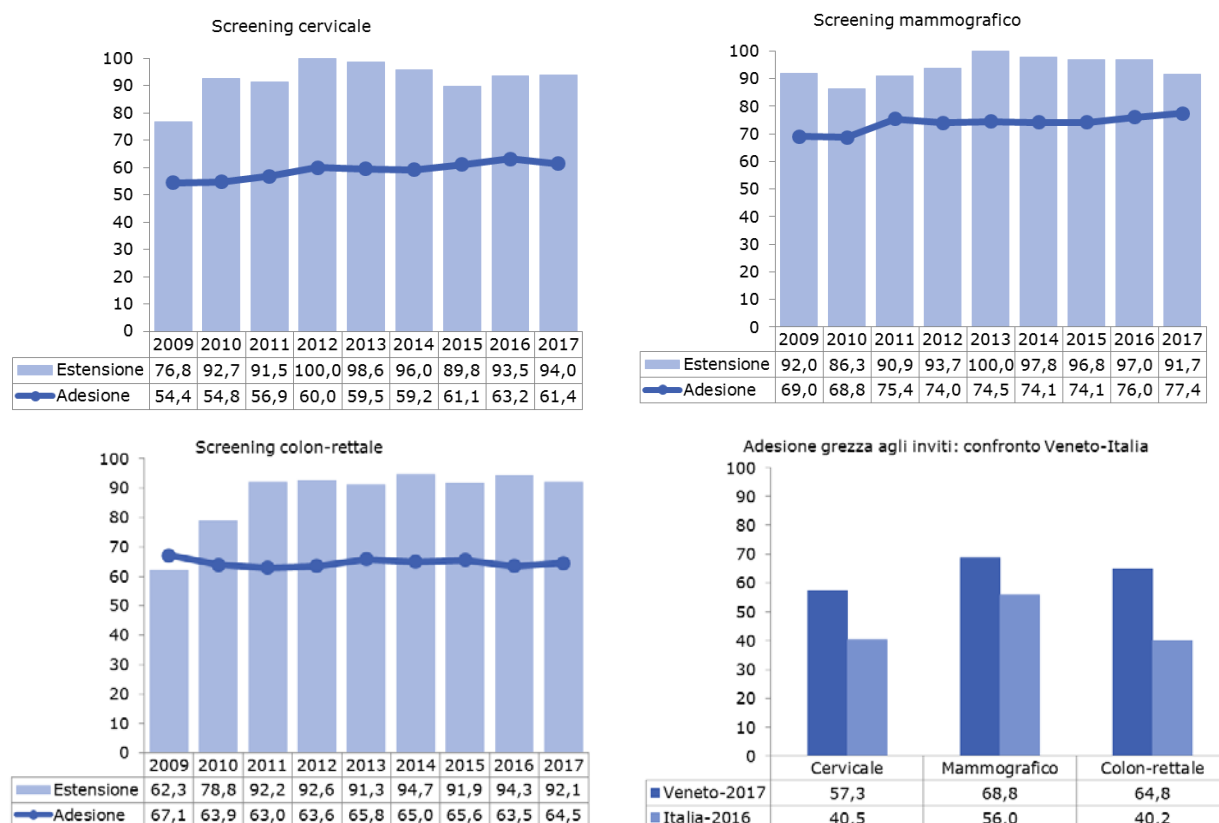 Screening cervicale
100
90
80
70
60
50
40
30
20
10
0
2009 2010 2011 2012 2013 2014 2015 2016 2017
Estensione 76,8 92,7 91,5 100,0 98,6 96,0 89,8 93,5 94,0
Adesione 54,4 54,8 56,9 60,0 59,5 59,2 61,1 63,2 61,4
Screening mammografico
100
90
80
70
60
50
40
30
20
10
0
2009 2010 2011 2012 2013 2014 2015 2016 2017
Estensione 92,0 86,3 90,9 93,7 100,0 97,8 96,8 97,0 91,7
Adesione 69,0 68,8 75,4 74,0 74,5 74,1 74,1 76,0 77,4
Screening colon-rettale
100
90
80
70
60
50
40
30
20
10
0
2009 2010 2011 2012 2013 2014 2015 2016 2017
Estensione 62,3 78,8 92,2 92,6 91,3 94,7 91,9 94,3 92,1
Adesione 67,1 63,9 63,0 63,6 65,8 65,0 65,6 63,5 64,5
Adesione grezza agli inviti: confronto Veneto-Italia
100
90
80
70
60
50
40
30
20
10
0
Cervicale Mammografico Colon-rettale
Veneto-2017 57,3 68,8 64,8
Italia-2016 40,5 56,0 40,2